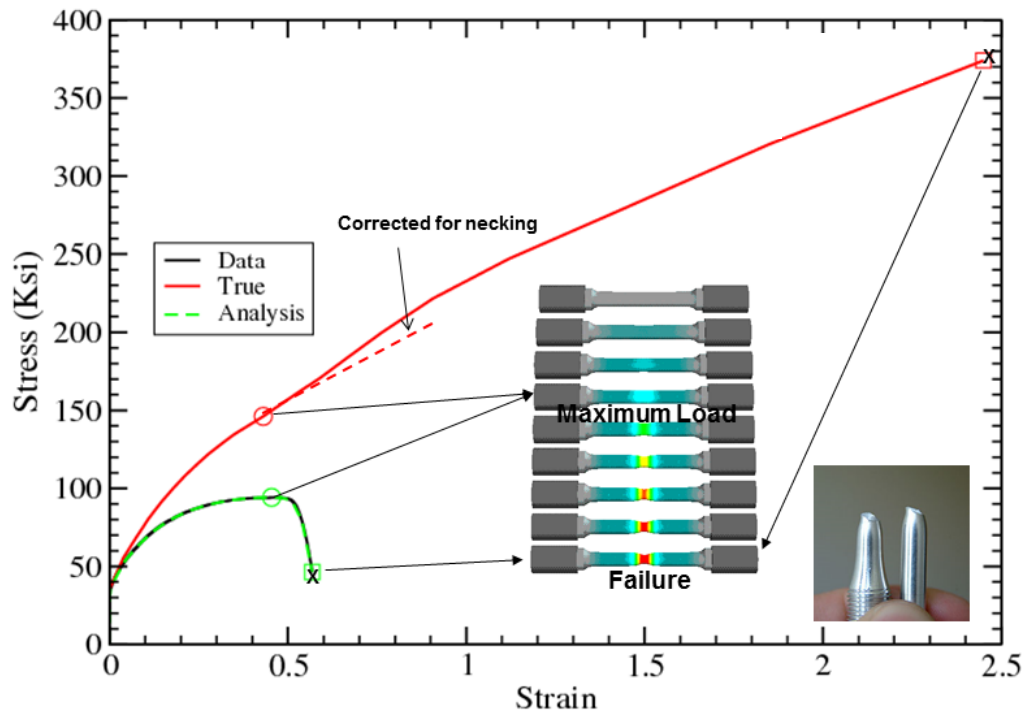 400
350
300
250
200
150
100
50
0
Stress (Ksi)
Corrected for necking
Data
True
Analysis
X
Maximum Load
X
Failure
0
0.5
1
1.5
2
2.5
Strain